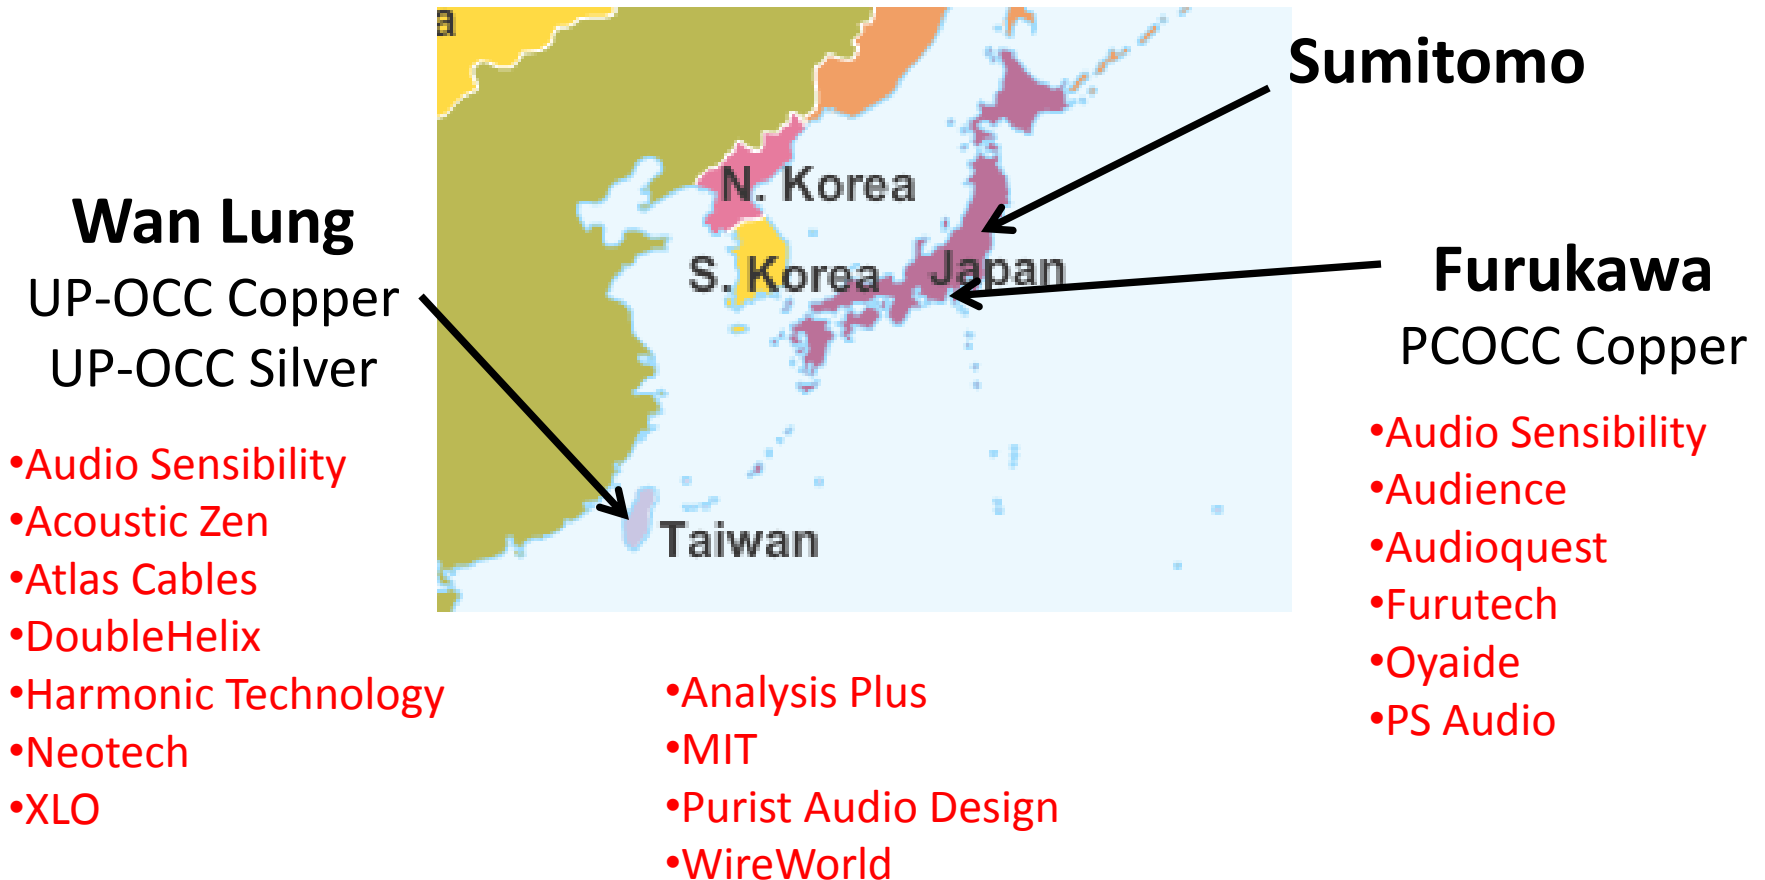 a
Sumitomo
N. Korea
Wan Lung
UP-OCC Copper
UP-OCC Silver
S. Korea
Japan
Furukawa
PCOCC Copper
•Audio Sensibility
•Acoustic Zen
•Atlas Cables
•DoubleHelix
•Harmonic Technology
•Neotech
•XLO
Taiwan
•Audio Sensibility
•Audience
•Audioquest
•Furutech
•Oyaide
•PS Audio
•Analysis Plus
•MIT
•Purist Audio Design
•WireWorld